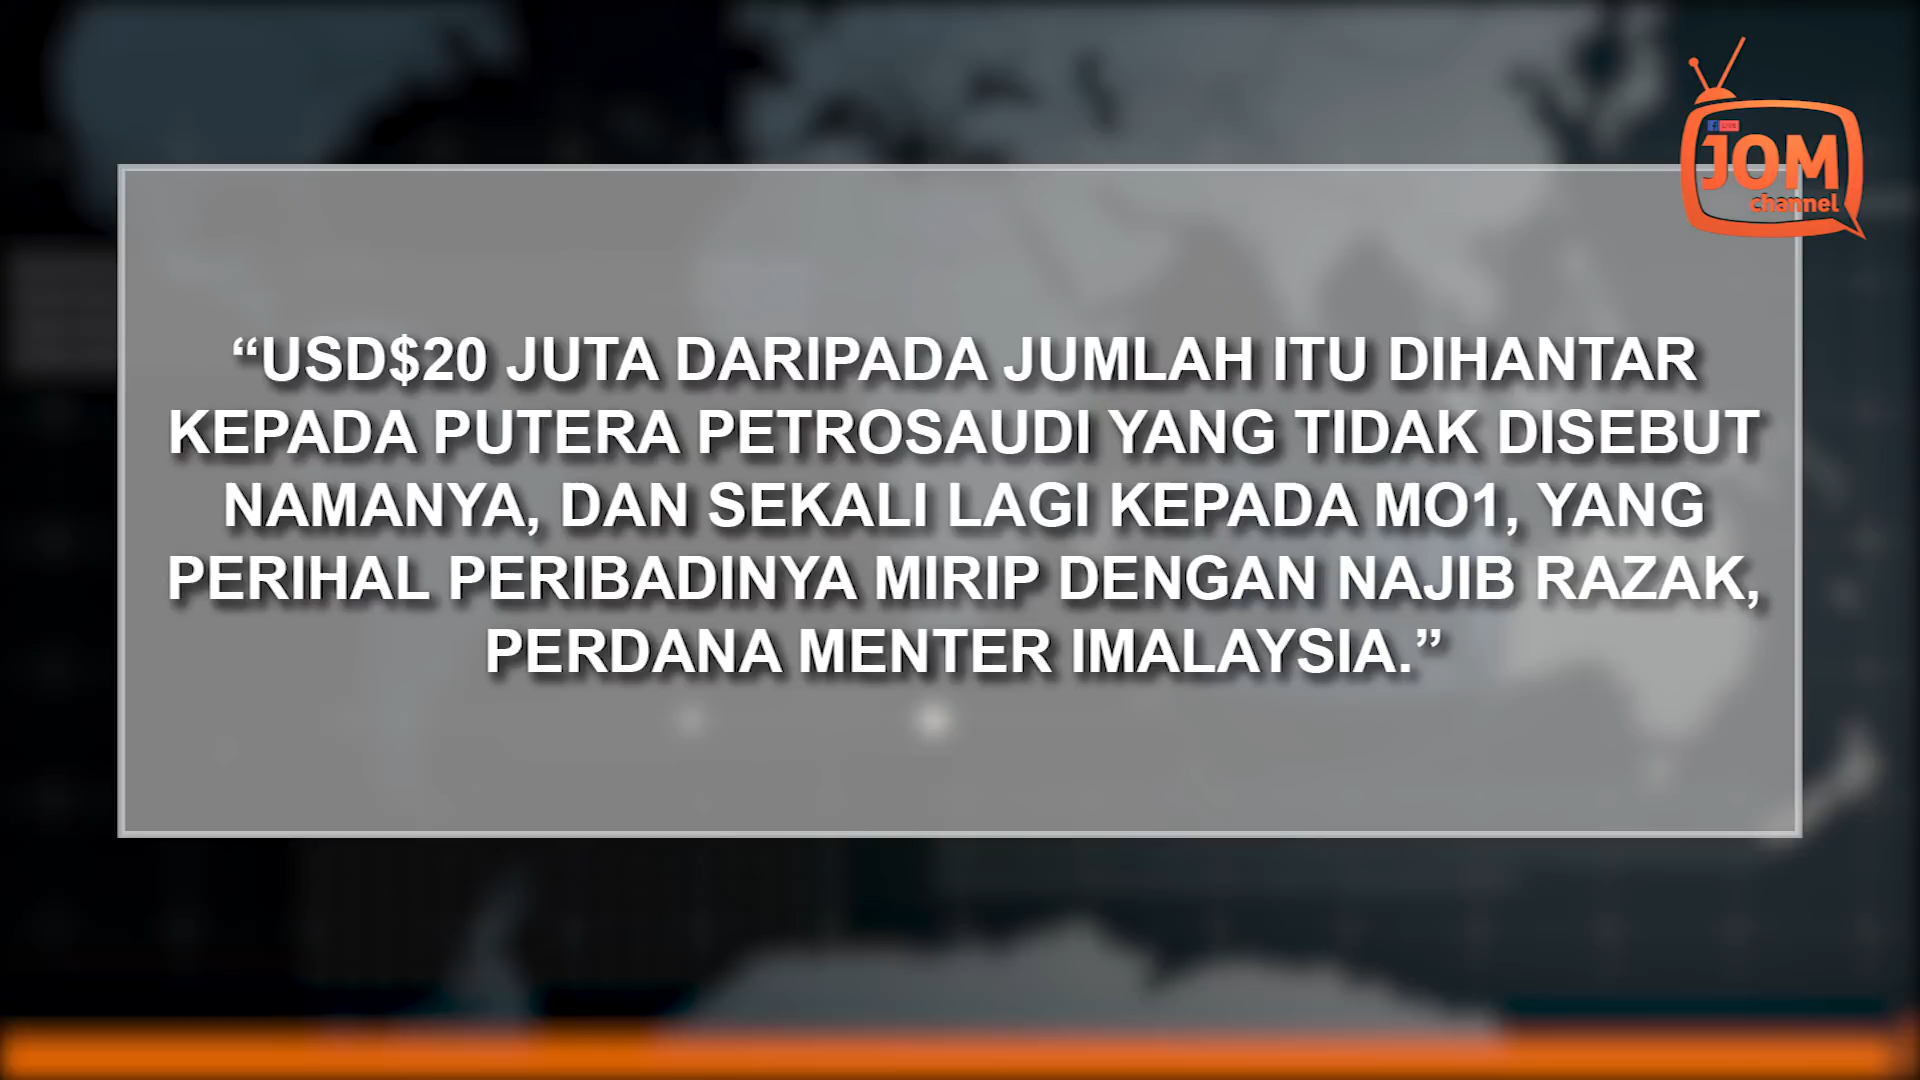 JOM
channel
“USD$20 JUTA DARIPADA JUMLAH ITU DIHANTAR
KEPADA PUTERA PETROSAUDI YANG TIDAK DISEBUT
NAMANYA, DAN SEKALI LAGI KEPADA MO1, YANG
PERIHAL PERIBADINYA MIRIP DENGAN NAJIB RAZAK,
PERDANA MENTER IMALAYSIA.”